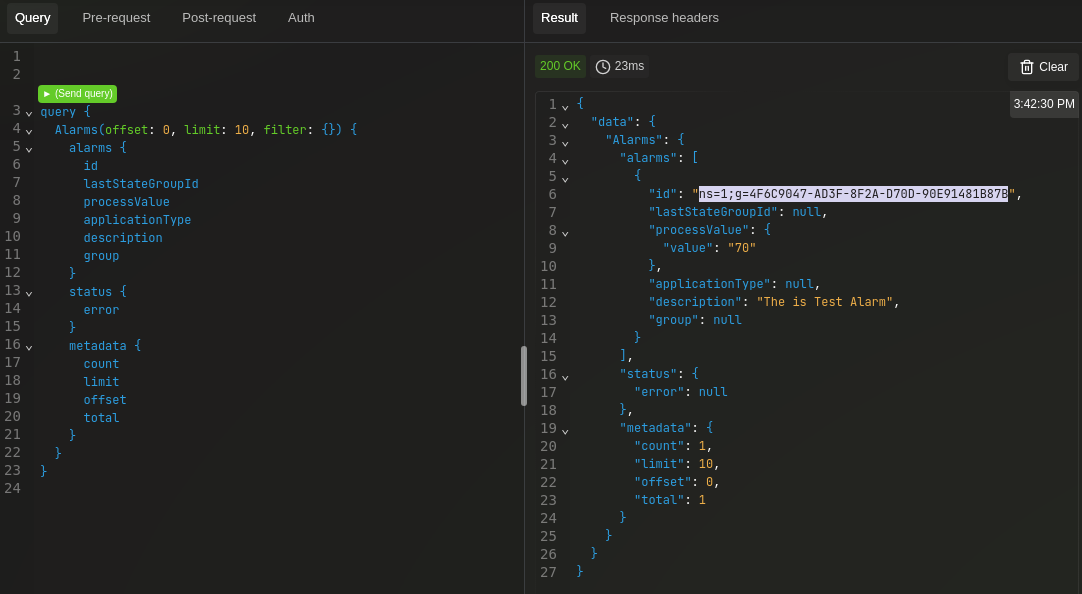 Query Pre-request Post-request Auth
1
2
► (Send query)
3 query {
4 Alarms(offset: 0, limit: 10, filter: {}) {
5 alarms {
6 id
7 lastStateGroupId
8 processValue
9 applicationType
10 description
11 group
12 }
13 status {
14 error
15 }
16 metadata {
17 count
18 limit
19 offset
20 total
21 }
22 }
23 }
24
Result Response headers
200 OK 23ms Clear
3:42:30 PM
1 {
2 "data": {
3 "Alarms": {
4 "alarms": [
5 {
6 "id": "ns=1;g=4F6C9047-AD3F-8F2A-D70D-90E91481B87B",
7 "lastStateGroupId": null,
8 "processValue": {
9 "value": "70"
10 },
11 "applicationType": null,
12 "description": "The is Test Alarm",
13 "group": null
14 }
15 ],
16 "status": {
17 "error": null
18 },
19 "metadata": {
20 "count": 1,
21 "limit": 10,
22 "offset": 0,
23 "total": 1
24 }
25 }
26 }
27 }